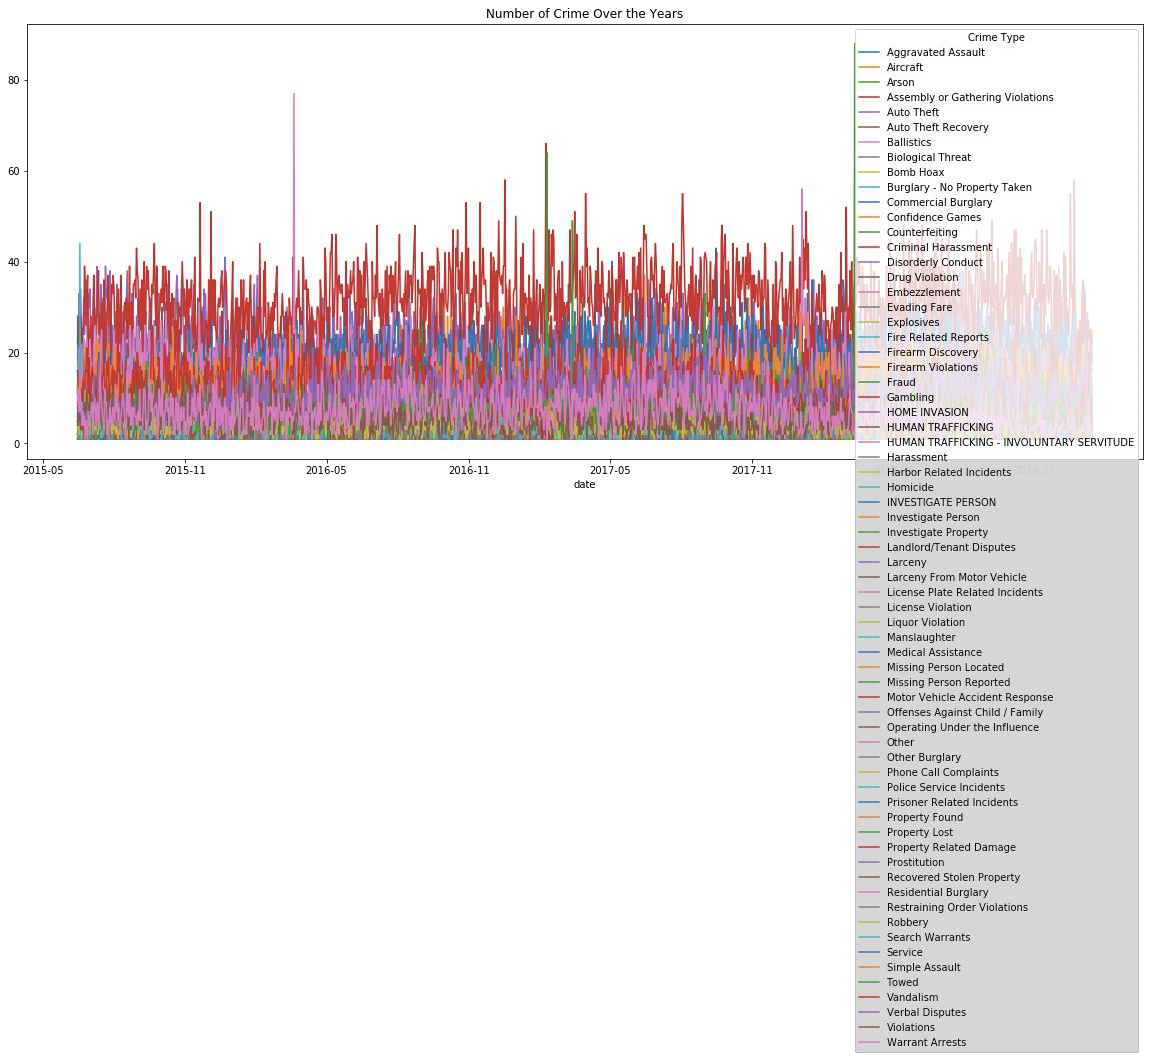 Number of Crime Over the Years
Crime Type
Aggravated Assault
Aircraft
Arson
Assembly or Gathering Violations
Auto Theft
Auto Theft Recovery
Ballistics
Biological Threat
Bomb Hoax
Burglary - No Property Taken
Commercial Burglary
Confidence Games
Counterfeiting
Criminal Harassment
Disorderly Conduct
Drug Violation
Embezzlement
Evading Fare
Explosives
Fire Related Reports
Firearm Discovery
Firearm Violations
Fraud
Gambling
HOME INVASION
HUMAN TRAFFICKING
HUMAN TRAFFICKING - INVOLUNTARY SERVITUDE
Harassment
Harbor Related Incidents
Homicide
INVESTIGATE PERSON
Investigate Person
Investigate Property
Landlord/Tenant Disputes
Larceny
Larceny From Motor Vehicle
License Plate Related Incidents
License Violation
Liquor Violation
Manslaughter
Medical Assistance
Missing Person Located
Missing Person Reported
Motor Vehicle Accident Response
Offenses Against Child / Family
Operating Under the Influence
Other
Other Burglary
Phone Call Complaints
Police Service Incidents
Prisoner Related Incidents
Property Found
Property Lost
Property Related Damage
Prostitution
Recovered Stolen Property
Residential Burglary
Restraining Order Violations
Robbery
Search Warrants
Service
Simple Assault
Towed
Vandalism
Verbal Disputes
Violations
Warrant Arrests
80
60
40
20
0
2015-05 2015-11 2016-05 2016-11 2017-05 2017-11 2018-11
date